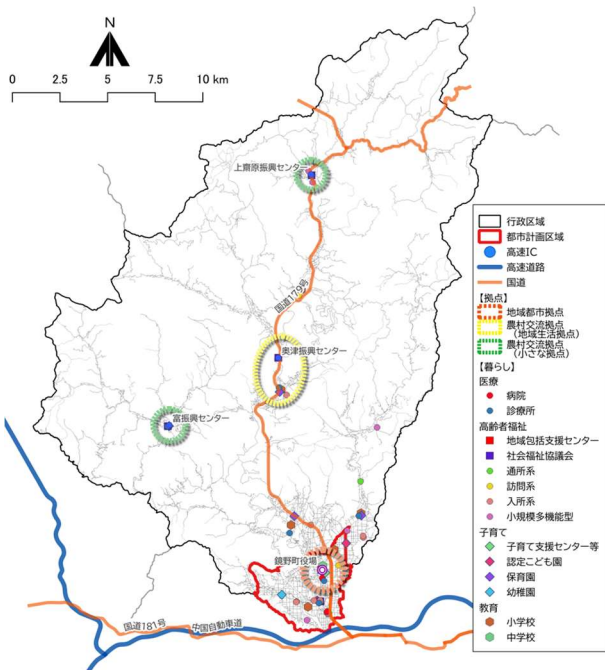 N
0 2.5 5 7.5 10 km
上齋原振興センター
国道179号
奥津振興センター
富振興センター
鏡野町役場
国道181号
中国自動車道
行政区域
都市計画区域
高速IC
高速道路
国道
【拠点】
地域都市拠点
農村交流拠点
(地域生活拠点)
農村交流拠点
(小さな拠点)
【暮らし】
医療
病院
診療所
高齢者福祉
地域包括支援センター
社会福祉協議会
通所系
訪問系
入所系
小規模多機能型
子育て
子育て支援センター等
認定こども園
保育園
幼稚園
教育
小学校
中学校